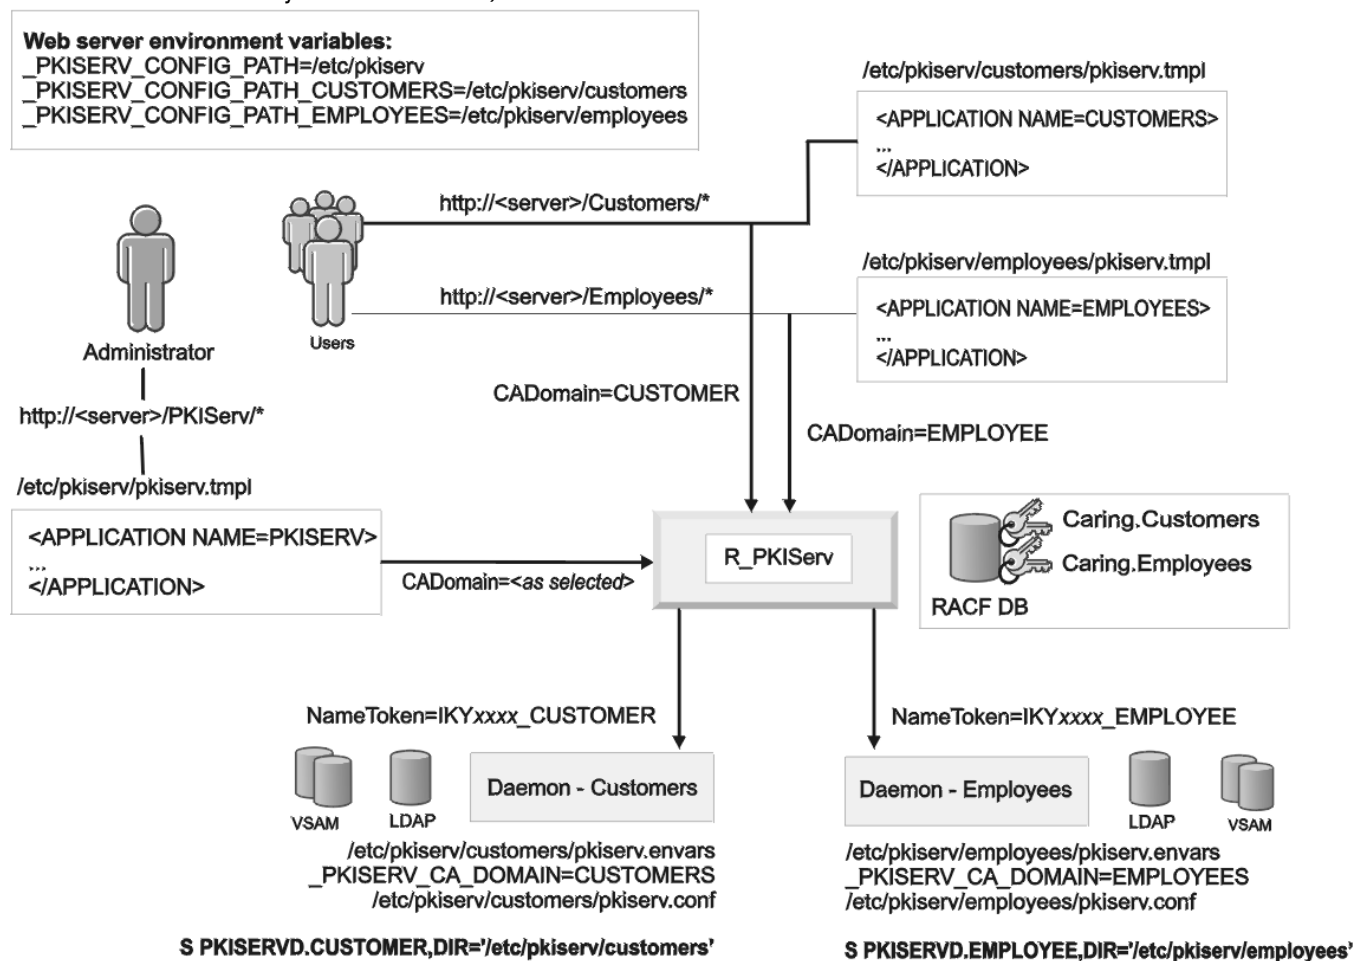 Web server environment variables:
_PKISERV_CONFIG_PATH=/etc/pkiserv
_PKISERV_CONFIG_PATH_CUSTOMERS=/etc/pkiserv/customers
_PKISERV_CONFIG_PATH_EMPLOYEES=/etc/pkiserv/employees
/etc/pkiserv/customers/pkiserv.tmpl
<APPLICATION NAME=CUSTOMERS>
...
</APPLICATION>
http://<server>/Customers/*
/etc/pkiserv/employees/pkiserv.tmpl
http://<server>/Employees/*
<APPLICATION NAME=EMPLOYEES>
...
</APPLICATION>
Users
Administrator
CADomain=CUSTOMER
http://<server>/PKIServ/*
CADomain=EMPLOYEE
/etc/pkiserv/pkiserv.tmpl
<APPLICATION NAME=PKISERV>
...
</APPLICATION>
CADomain=<as selected>
R_PKIServ
Caring.Customers
Caring.Employees
RACF DB
NameToken=IKYxxxx_CUSTOMER
NameToken=IKYxxxx_EMPLOYEE
VSAM
LDAP
Daemon - Customers
Daemon - Employees
LDAP
VSAM
/etc/pkiserv/customers/pkiserv.envars
_PKISERV_CA_DOMAIN=CUSTOMERS
/etc/pkiserv/customers/pkiserv.conf
/etc/pkiserv/employees/pkiserv.envars
_PKISERV_CA_DOMAIN=EMPLOYEES
/etc/pkiserv/employees/pkiserv.conf
S PKISERVD.CUSTOMER,DIR='/etc/pkiserv/customers'
S PKISERVD.EMPLOYEE,DIR='/etc/pkiserv/employees'